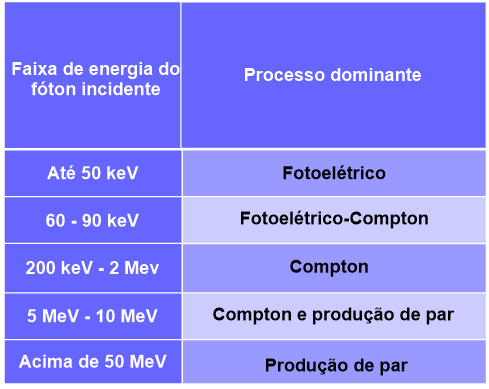 Faixa de energia do
fóton incidente
Processo dominante
Até 50 keV
Fotoelétrico
60 - 90 keV
Fotoelétrico-Compton
200 keV - 2 Mev
Compton
5 MeV - 10 MeV
Compton e produção de par
Acima de 50 MeV
Produção de par